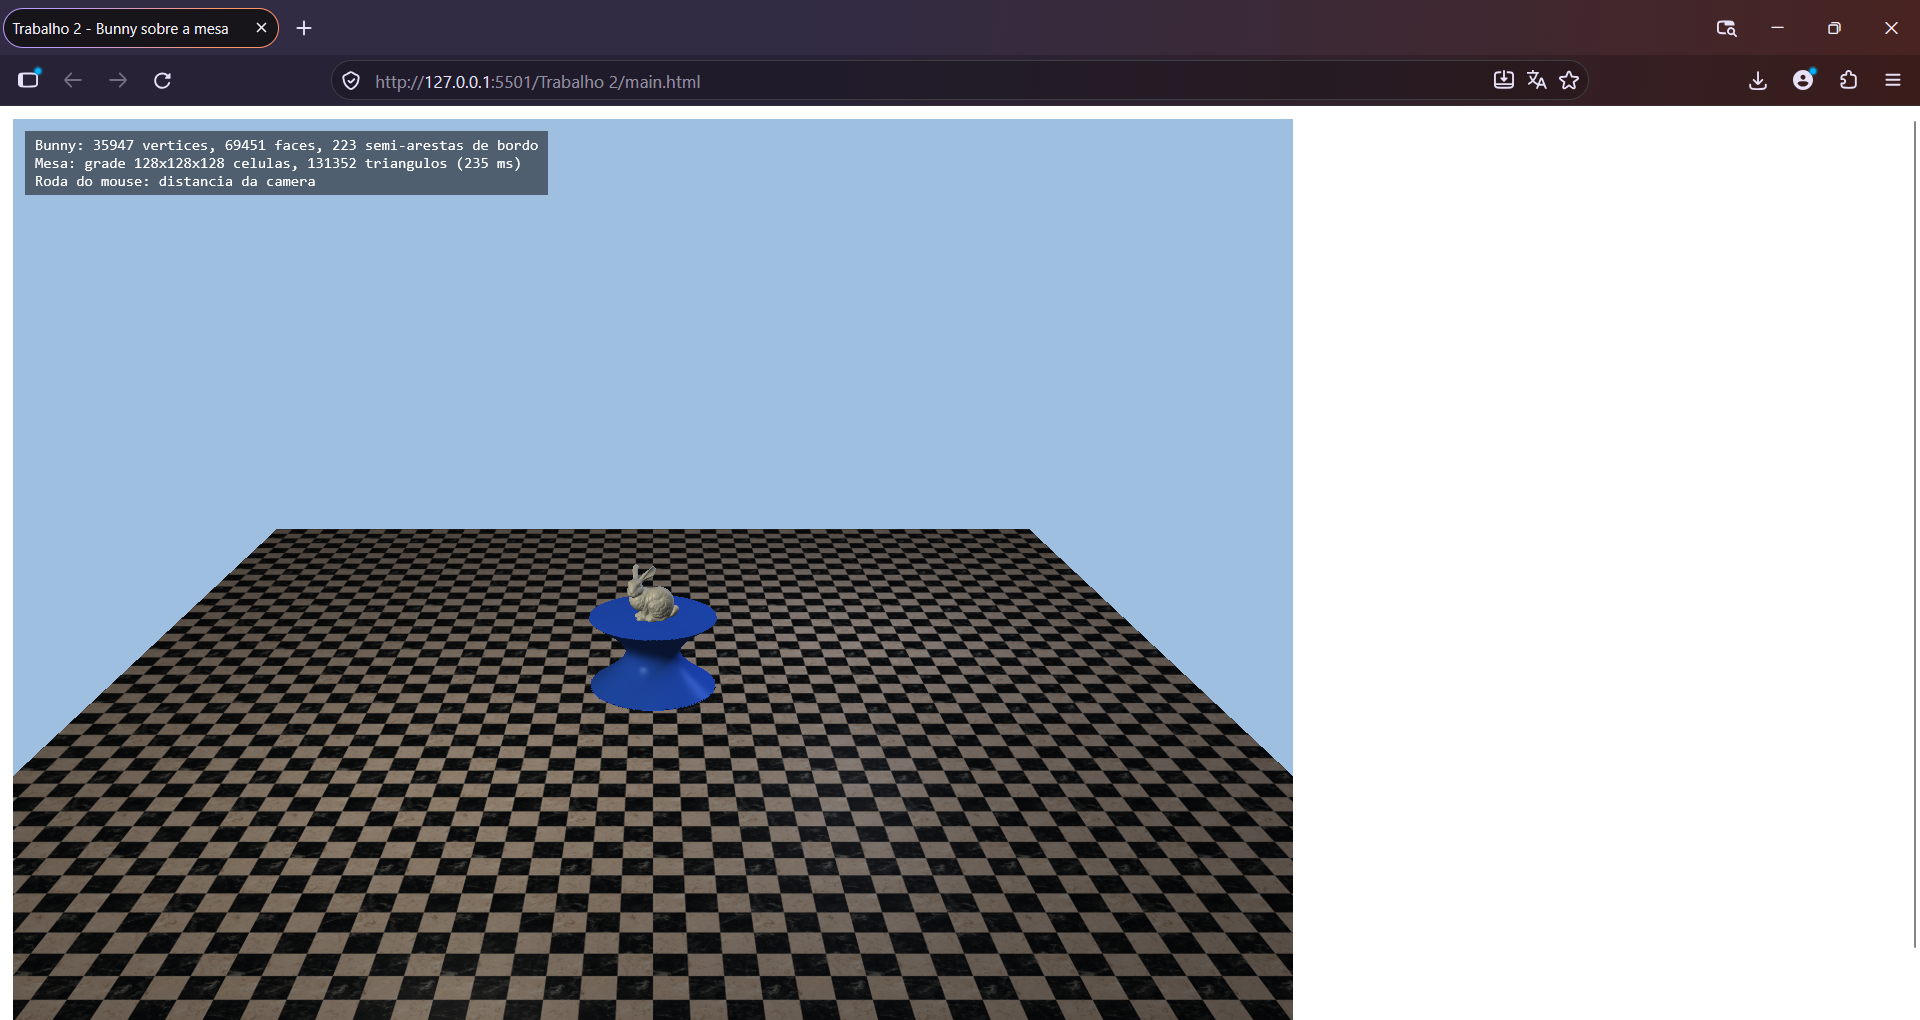 Trabalho 2 - Bunny sobre a mesa
http://127.0.0.1:5501/Trabalho 2/main.html
Bunny: 35947 vertices, 69451 faces, 223 semi-arestas de bordo
Mesa: grade 128x128x128 celulas, 131352 triangulos (235 ms)
Roda do mouse: distancia da camera